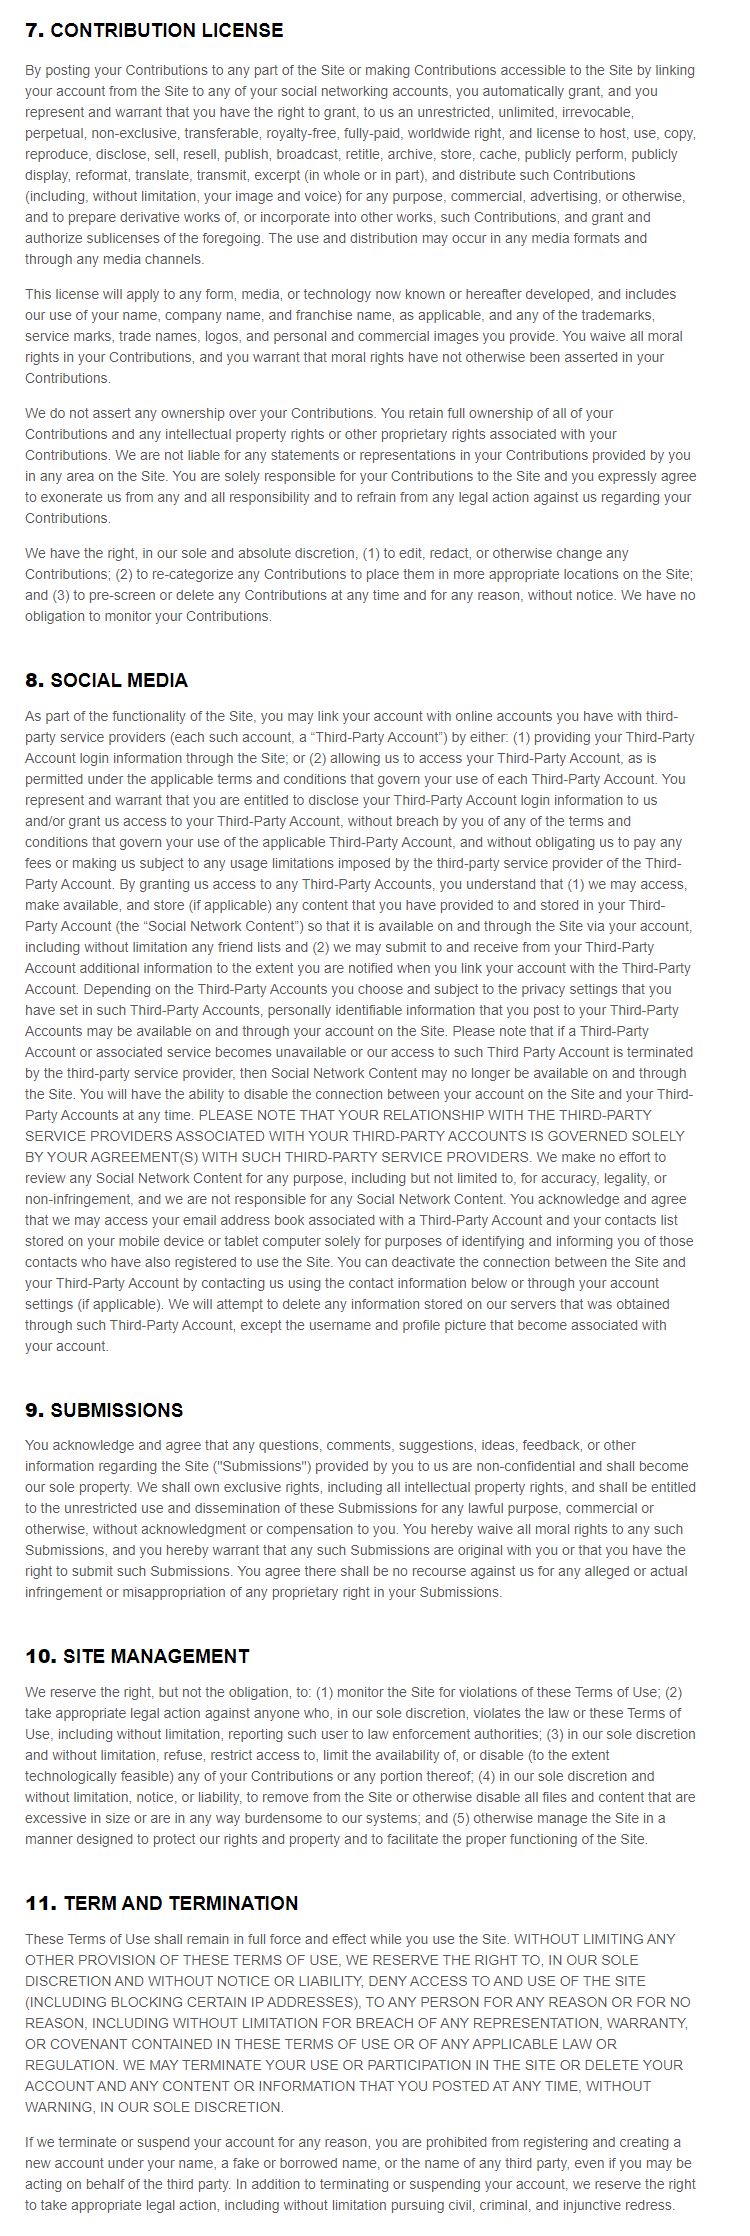 7. CONTRIBUTION LICENSE
By posting your Contributions to any part of the Site or making Contributions accessible to the Site by linking
your account from the Site to any of your social networking accounts, you automatically grant, and you
represent and warrant that you have the right to grant, to us an unrestricted, unlimited, irrevocable,
perpetual, non-exclusive, transferable, royalty-free, fully-paid, worldwide right, and license to host, use, copy,
reproduce, disclose, sell, resell, publish, broadcast, retitle, archive, store, cache, publicly perform, publicly
display, reformat, translate, transmit, excerpt (in whole or in part), and distribute such Contributions
(including, without limitation, your image and voice) for any purpose, commercial, advertising, or otherwise,
and to prepare derivative works of, or incorporate into other works, such Contributions, and grant and
authorize sublicenses of the foregoing. The use and distribution may occur in any media formats and
through any media channels.
This license will apply to any form, media, or technology now known or hereafter developed, and includes
our use of your name, company name, and franchise name, as applicable, and any of the trademarks,
service marks, trade names, logos, and personal and commercial images you provide. You waive all moral
rights in your Contributions, and you warrant that moral rights have not otherwise been asserted in your
Contributions.
We do not assert any ownership over your Contributions. You retain full ownership of all of your
Contributions and any intellectual property rights or other proprietary rights associated with your
Contributions. We are not liable for any statements or representations in your Contributions provided by you
in any area on the Site. You are solely responsible for your Contributions to the Site and you expressly agree
to exonerate us from any and all responsibility and to refrain from any legal action against us regarding your
Contributions.
We have the right, in our sole and absolute discretion, (1) to edit, redact, or otherwise change any
Contributions; (2) to re-categorize any Contributions to place them in more appropriate locations on the Site;
and (3) to pre-screen or delete any Contributions at any time and for any reason, without notice. We have no
obligation to monitor your Contributions.
8. SOCIAL MEDIA
As part of the functionality of the Site, you may link your account with online accounts you have with third-
party service providers (each such account, a “Third-Party Account”) by either: (1) providing your Third-Party
Account login information through the Site; or (2) allowing us to access your Third-Party Account, as is
permitted under the applicable terms and conditions that govern your use of each Third-Party Account. You
represent and warrant that you are entitled to disclose your Third-Party Account login information to us
and/or grant us access to your Third-Party Account, without breach by you of any of the terms and
conditions that govern your use of the applicable Third-Party Account, and without obligating us to pay any
fees or making us subject to any usage limitations imposed by the third-party service provider of the Third-
Party Account. By granting us access to any Third-Party Accounts, you understand that (1) we may access,
make available, and store (if applicable) any content that you have provided to and stored in your Third-
Party Account (the “Social Network Content”) so that it is available on and through the Site via your account,
including without limitation any friend lists and (2) we may submit to and receive from your Third-Party
Account additional information to the extent you are notified when you link your account with the Third-Party
Account. Depending on the Third-Party Accounts you choose and subject to the privacy settings that you
have set in such Third-Party Accounts, personally identifiable information that you post to your Third-Party
Accounts may be available on and through your account on the Site. Please note that if a Third-Party
Account or associated service becomes unavailable or our access to such Third Party Account is terminated
by the third-party service provider, then Social Network Content may no longer be available on and through
the Site. You will have the ability to disable the connection between your account on the Site and your Third-
Party Accounts at any time. PLEASE NOTE THAT YOUR RELATIONSHIP WITH THE THIRD-PARTY
SERVICE PROVIDERS ASSOCIATED WITH YOUR THIRD-PARTY ACCOUNTS IS GOVERNED SOLELY
BY YOUR AGREEMENT(S) WITH SUCH THIRD-PARTY SERVICE PROVIDERS. We make no effort to
review any Social Network Content for any purpose, including but not limited to, for accuracy, legality, or
non-infringement, and we are not responsible for any Social Network Content. You acknowledge and agree
that we may access your email address book associated with a Third-Party Account and your contacts list
stored on your mobile device or tablet computer solely for purposes of identifying and informing you of those
contacts who have also registered to use the Site. You can deactivate the connection between the Site and
your Third-Party Account by contacting us using the contact information below or through your account
settings (if applicable). We will attempt to delete any information stored on our servers that was obtained
through such Third-Party Account, except the username and profile picture that become associated with
your account.
9. SUBMISSIONS
You acknowledge and agree that any questions, comments, suggestions, ideas, feedback, or other
information regarding the Site ("Submissions") provided by you to us are non-confidential and shall become
our sole property. We shall own exclusive rights, including all intellectual property rights, and shall be entitled
to the unrestricted use and dissemination of these Submissions for any lawful purpose, commercial or
otherwise, without acknowledgment or compensation to you. You hereby waive all moral rights to any such
Submissions, and you hereby warrant that any such Submissions are original with you or that you have the
right to submit such Submissions. You agree there shall be no recourse against us for any alleged or actual
infringement or misappropriation of any proprietary right in your Submissions.
10. SITE MANAGEMENT
We reserve the right, but not the obligation, to: (1) monitor the Site for violations of these Terms of Use; (2)
take appropriate legal action against anyone who, in our sole discretion, violates the law or these Terms of
Use, including without limitation, reporting such user to law enforcement authorities; (3) in our sole discretion
and without limitation, refuse, restrict access to, limit the availability of, or disable (to the extent
technologically feasible) any of your Contributions or any portion thereof; (4) in our sole discretion and
without limitation, notice, or liability, to remove from the Site or otherwise disable all files and content that are
excessive in size or are in any way burdensome to our systems; and (5) otherwise manage the Site in a
manner designed to protect our rights and property and to facilitate the proper functioning of the Site.
11. TERM AND TERMINATION
These Terms of Use shall remain in full force and effect while you use the Site. WITHOUT LIMITING ANY
OTHER PROVISION OF THESE TERMS OF USE, WE RESERVE THE RIGHT TO, IN OUR SOLE
DISCRETION AND WITHOUT NOTICE OR LIABILITY, DENY ACCESS TO AND USE OF THE SITE
(INCLUDING BLOCKING CERTAIN IP ADDRESSES), TO ANY PERSON FOR ANY REASON OR FOR NO
REASON, INCLUDING WITHOUT LIMITATION FOR BREACH OF ANY REPRESENTATION, WARRANTY,
OR COVENANT CONTAINED IN THESE TERMS OF USE OR OF ANY APPLICABLE LAW OR
REGULATION. WE MAY TERMINATE YOUR USE OR PARTICIPATION IN THE SITE OR DELETE YOUR
ACCOUNT AND ANY CONTENT OR INFORMATION THAT YOU POSTED AT ANY TIME, WITHOUT
WARNING, IN OUR SOLE DISCRETION.
If we terminate or suspend your account for any reason, you are prohibited from registering and creating a
new account under your name, a fake or borrowed name, or the name of any third party, even if you may be
acting on behalf of the third party. In addition to terminating or suspending your account, we reserve the right
to take appropriate legal action, including without limitation pursuing civil, criminal, and injunctive redress.